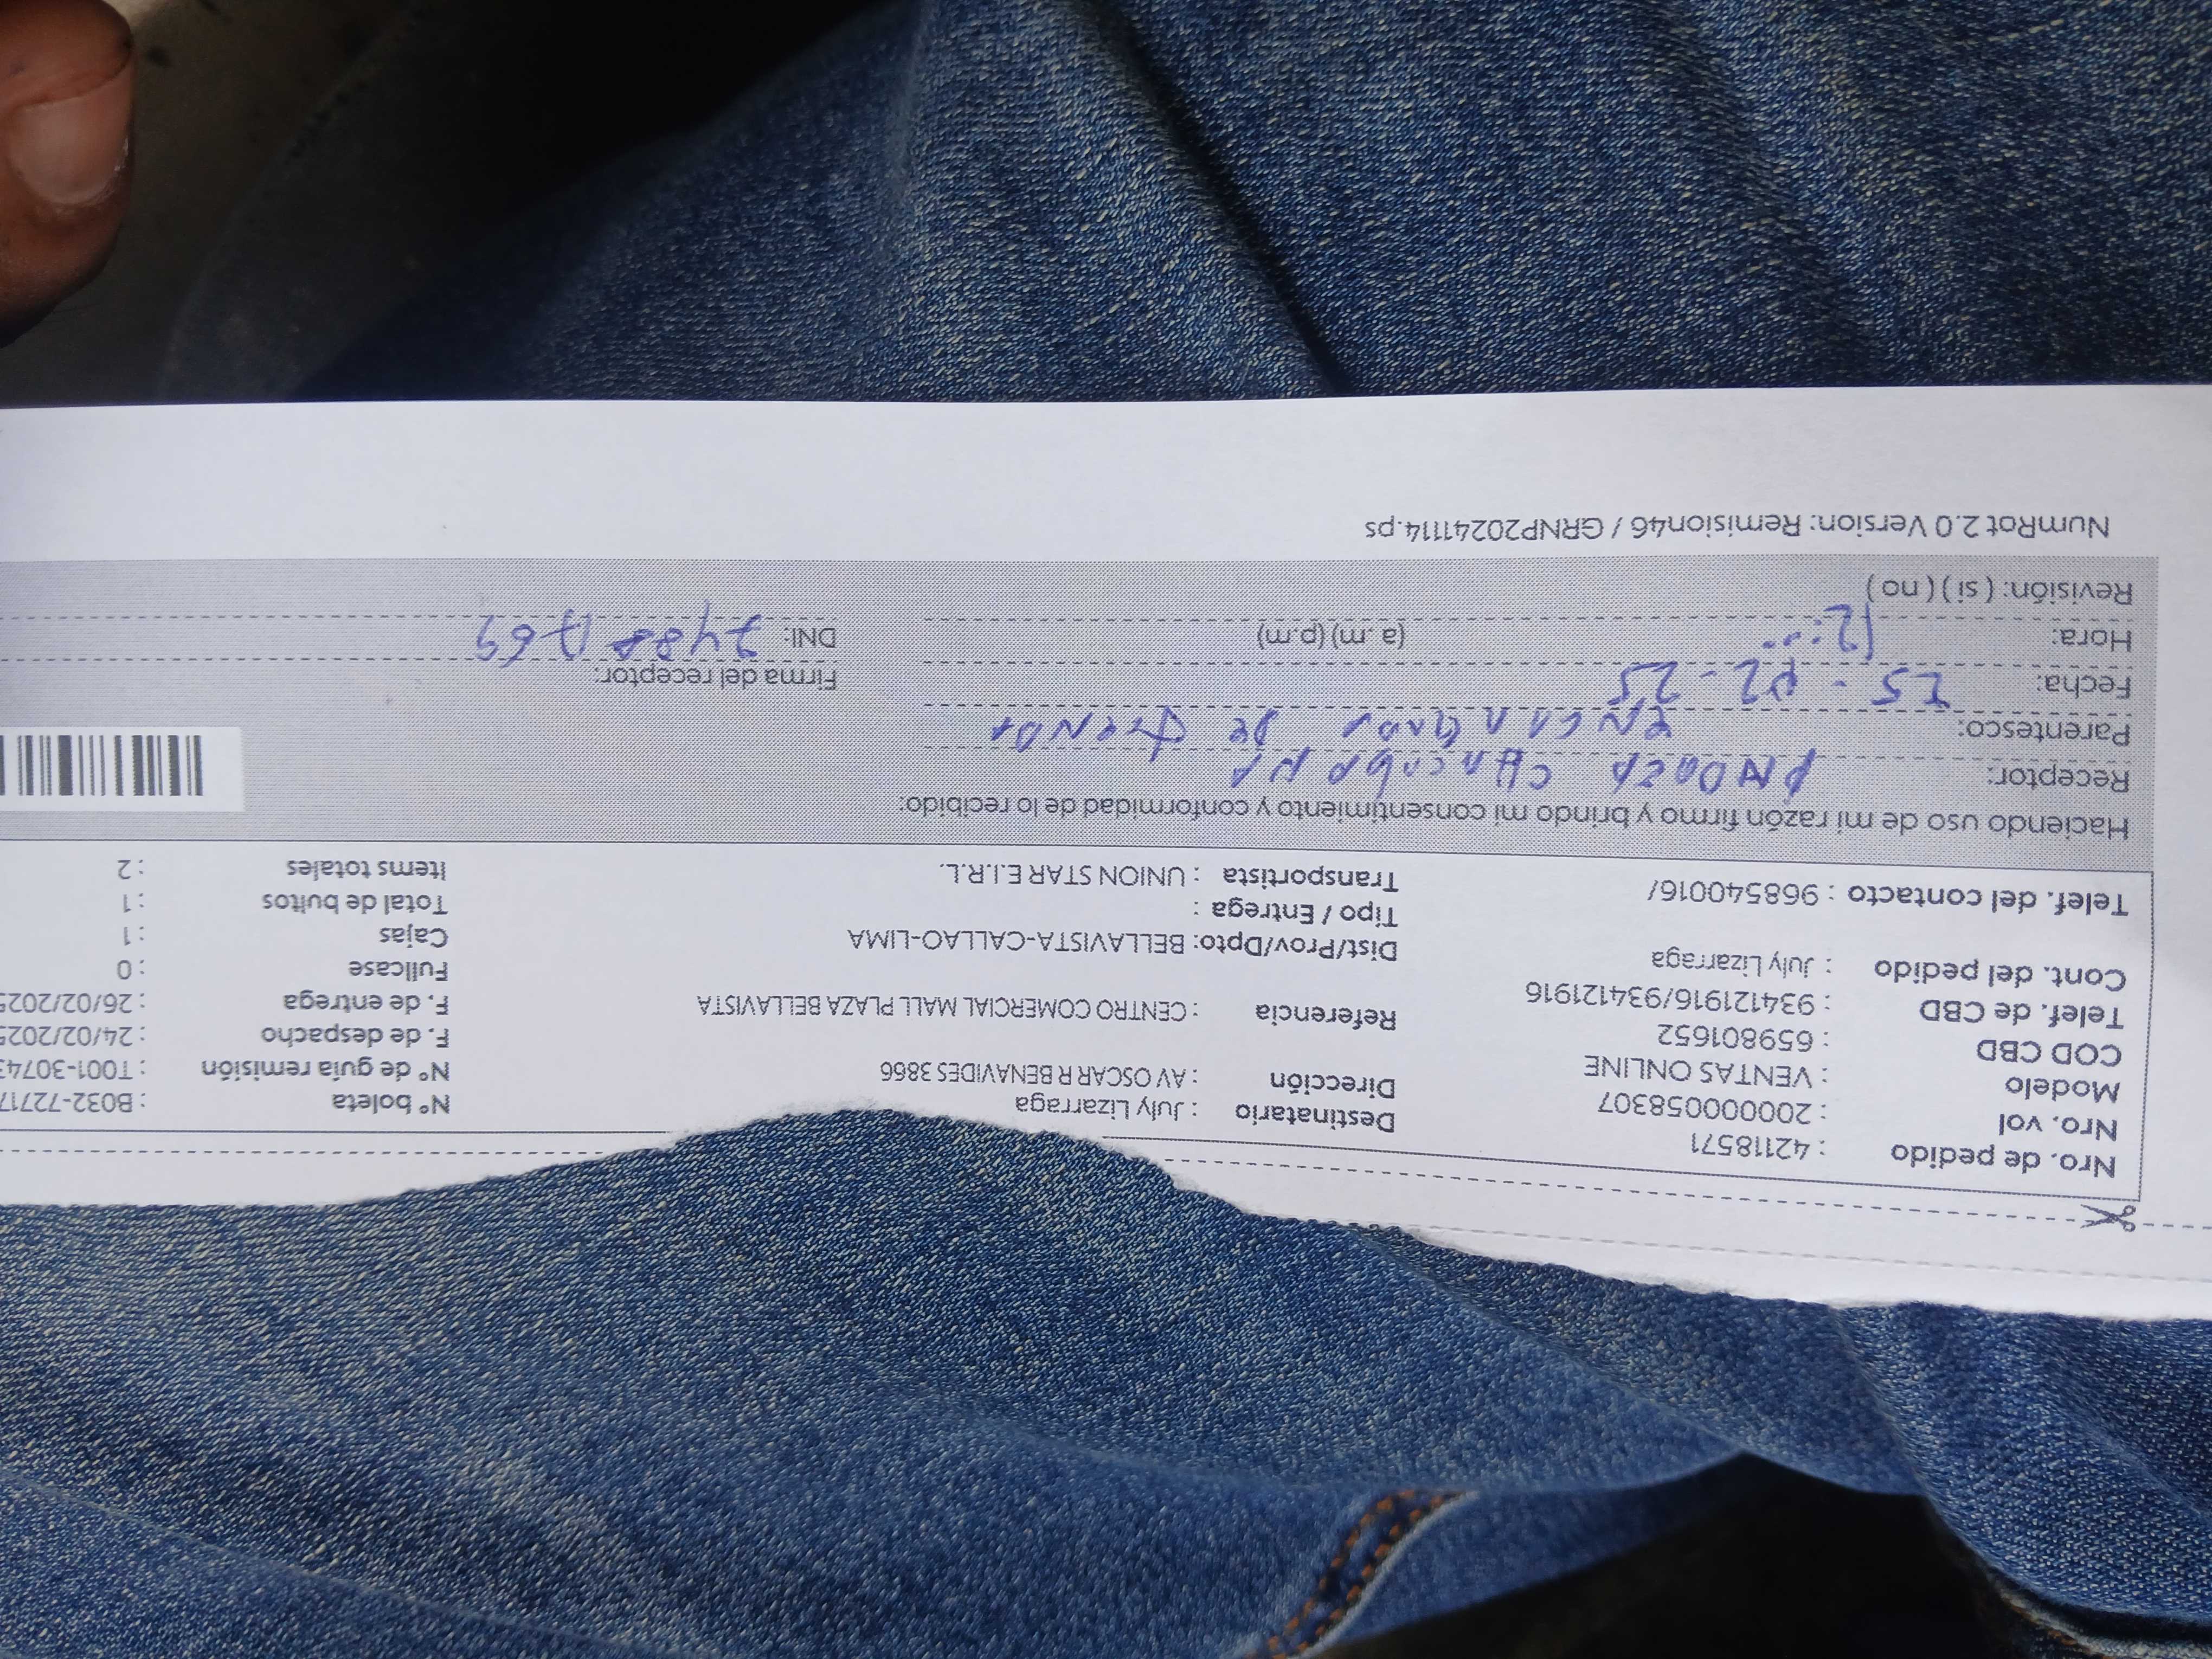 Nro. de pedido : 42118571
Nro. vol : 20000058307
Modelo : VENTAS ONLINE
COD CBD : 659801652
Telef. de CBD : 934121916/934121916
Cont. del pedido : July Lizarraga
Telef. del contacto : 968540016/
Destinatario : July Lizarraga
Dirección : AV OSCAR R BENAVIDES 3866
Referencia : CENTRO COMERCIAL MALL PLAZA BELLAVISTA
Dist/Prov/Dpto: BELLAVISTA-CALLAO-LIMA
Tipo / Entrega :
Transportista : UNION STAR E.I.R.L.
N° boleta : B032-72717
N° de guía remisión : T001-3074
F. de despacho : 24/02/2025
F. de entrega : 26/02/2025
Fullcase : 0
Cajas : 1
Total de bultos : 1
Items totales : 2
Haciendo uso de mi razón firmo y brindo mi consentimiento y conformidad de lo recibido:
Receptor:
Parentesco: de tienda
Fecha: 25-02-25
Hora: 12:00 (a.m) (p.m)
Revisión: ( si ) ( no )
Firma del receptor:
DNI:
NumRot 2.0 Version: Remision46 / GRNP20241114.ps